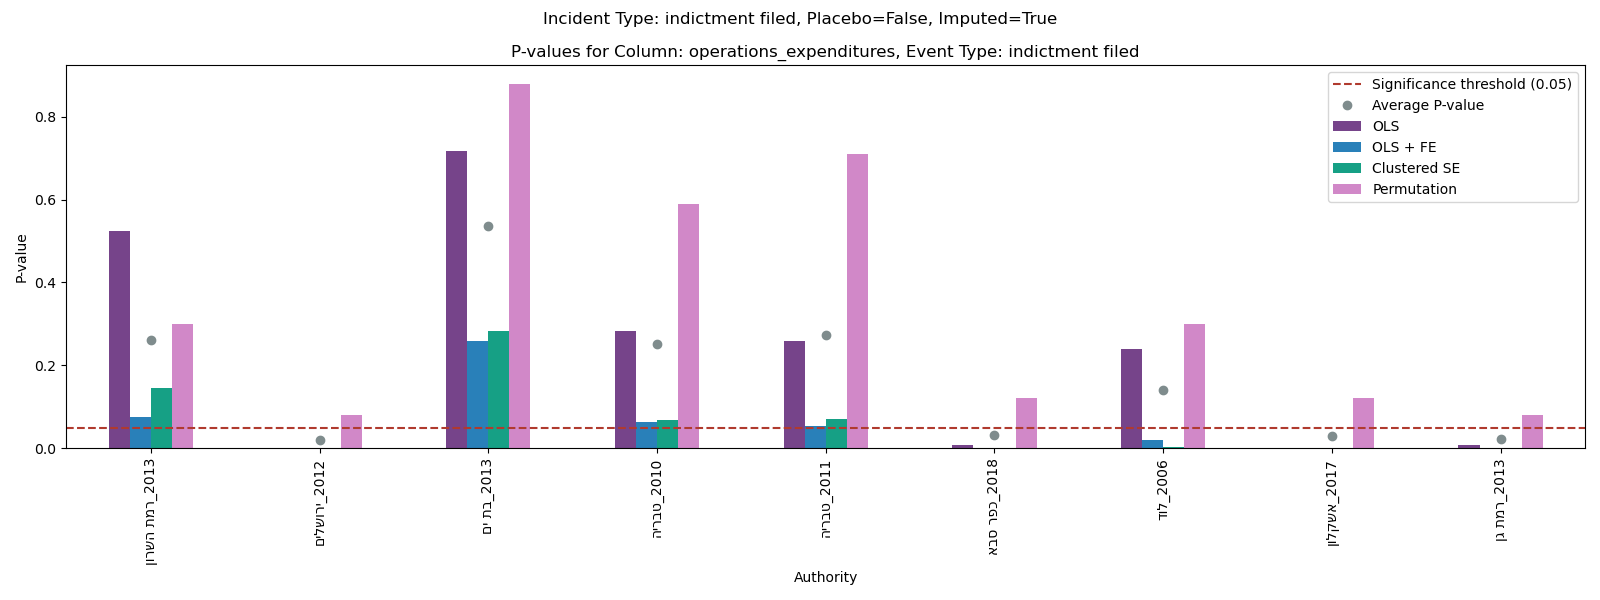 Incident Type: indictment filed, Placebo=False, Imputed=True
P-values for Column: operations_expenditures, Event Type: indictment filed
Significance threshold (0.05)
Average P-value
OLS
OLS + FE
Clustered SE
Permutation
P-value
0.8
0.6
0.4
0.2
0.0
רמת השרון_2013
ירושלים_2012
בת ים_2013
טבריה_2010
טבריה_2011
כפר סבא_2018
לוד_2006
אשקלון_2017
רמת גן_2013
Authority